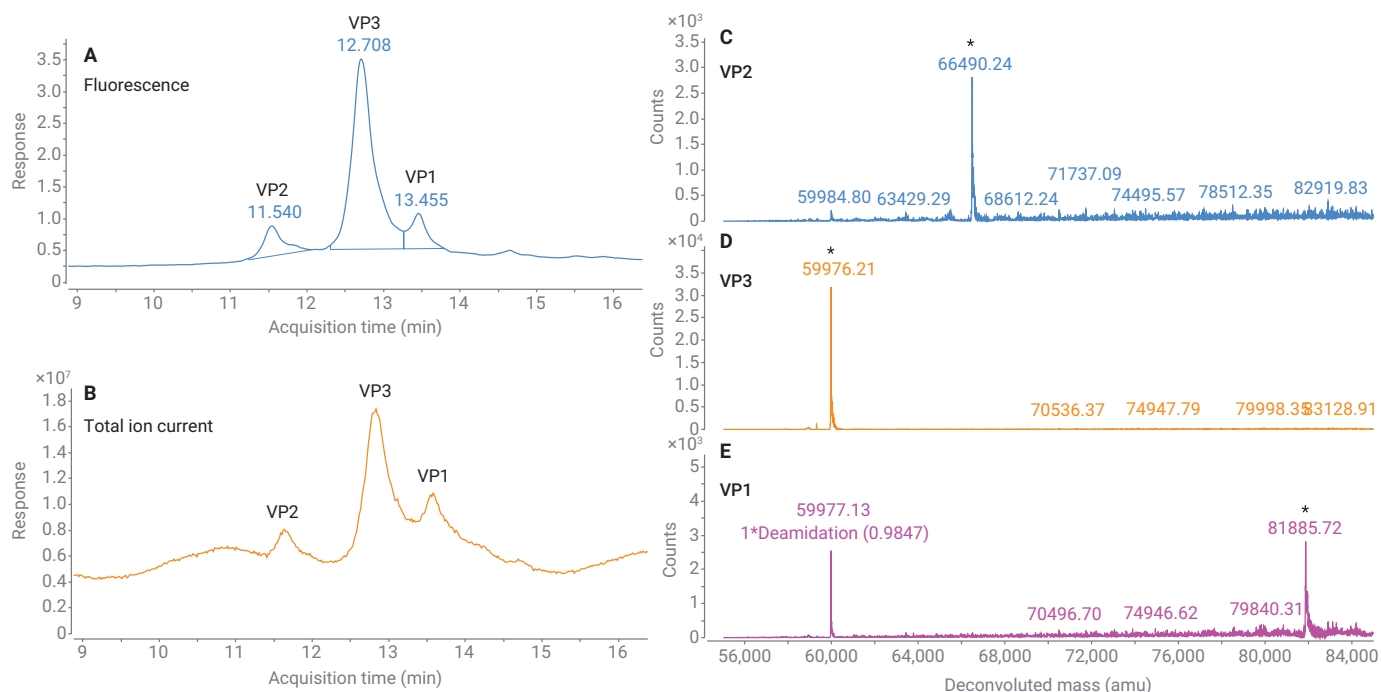 A
Fluorescence
VP3
12.708
VP2
11.540
VP1
13.455
Response
3.5
3.0
2.5
2.0
1.5
1.0
0.5
0
9 10 11 12 13 14 15 16
Acquisition time (min)
×10⁷
B
Total ion current
VP3
VP2
VP1
Response
1.8
1.6
1.4
1.2
1.0
0.8
0.6
0.4
0.2
0
9 10 11 12 13 14 15 16
Acquisition time (min)
×10³
C
VP2
*
66490.24
59984.80 63429.29 68612.24 71737.09 74495.57 78512.35 82919.83
Counts
3.5
3.0
2.5
2.0
1.5
1.0
0.5
0
×10⁴
D
VP3
*
59976.21
70536.37 74947.79 79998.35 83128.91
Counts
3.5
3.0
2.5
2.0
1.5
1.0
0.5
0
×10³
E
VP1
59977.13
1*Deamidation (0.9847)
*
81885.72
70496.70 74946.62 79840.31
Counts
5
4
3
2
1
0
56,000 60,000 64,000 68,000 72,000 76,000 80,000 84,000
Deconvoluted mass (amu)